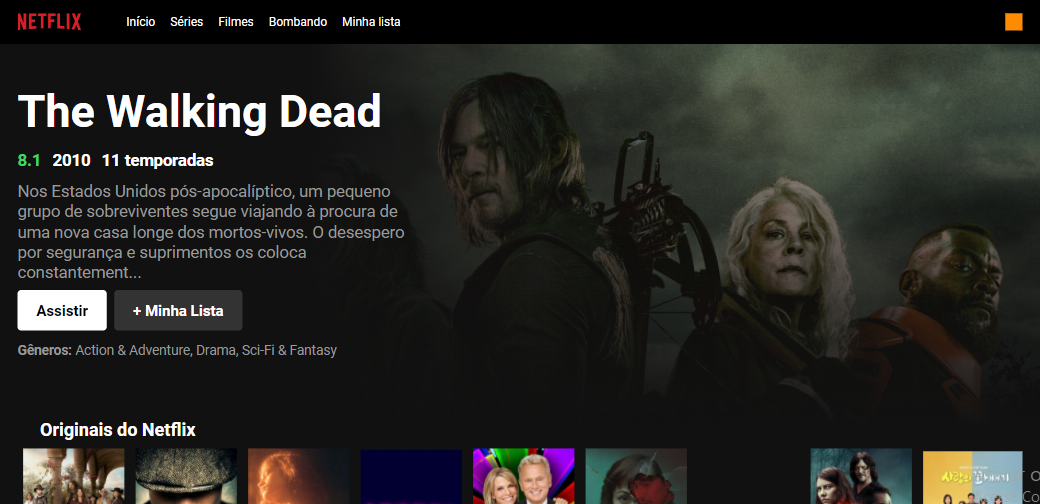 NETFLIX
Início Séries Filmes Bombando Minha lista
The Walking Dead
8.1 2010 11 temporadas
Nos Estados Unidos pós-apocalíptico, um pequeno
grupo de sobreviventes segue viajando à procura de
uma nova casa longe dos mortos-vivos. O desespero
por segurança e suprimentos os coloca
constantement...
Assistir + Minha Lista
Gêneros: Action & Adventure, Drama, Sci-Fi & Fantasy
Originais do Netflix